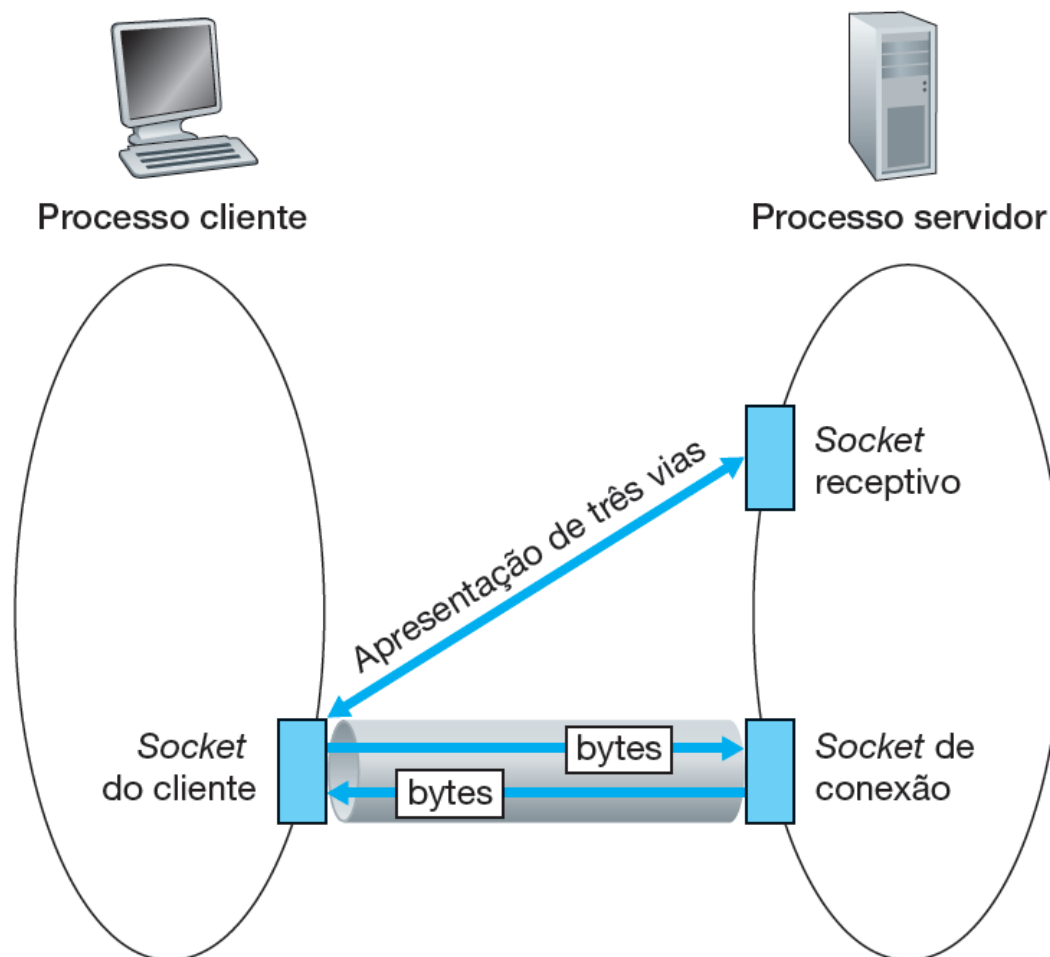 Processo cliente
Processo servidor
Socket
receptivo
Apresentação de três vias
Socket
do cliente
bytes
bytes
Socket de
conexão